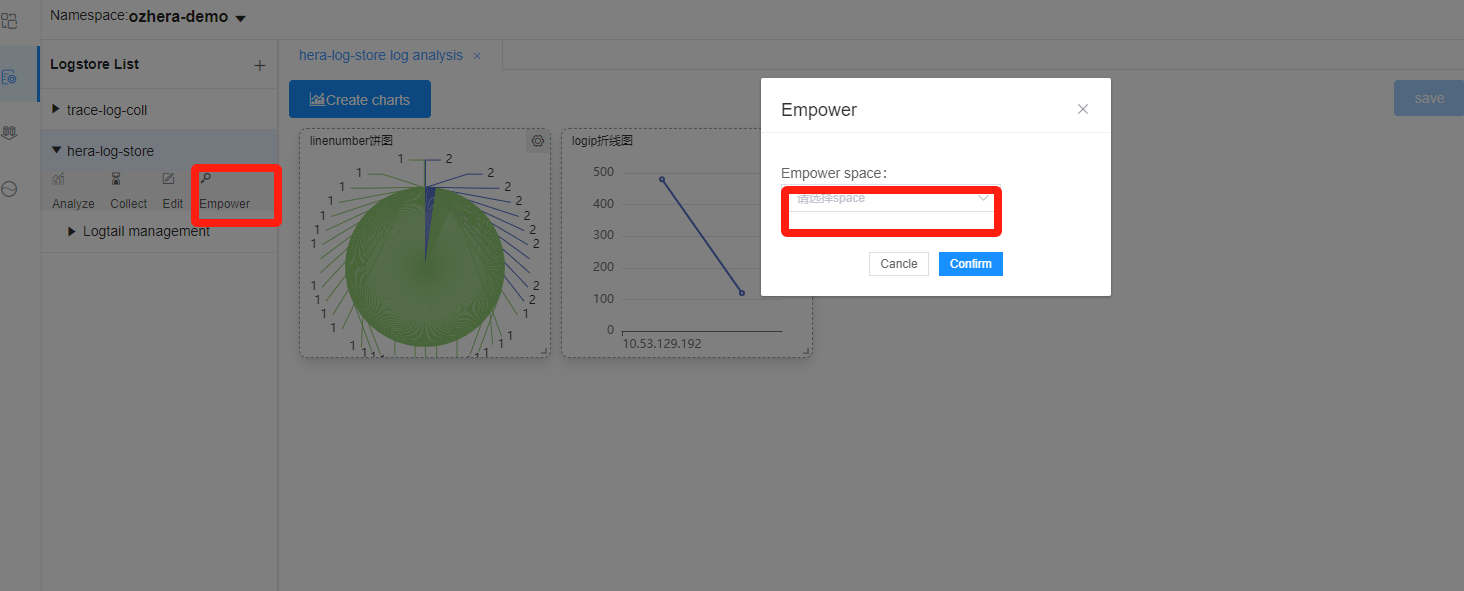 Namespace:ozhera-demo
Logstore List
+
trace-log-coll
hera-log-store
Analyze Collect Edit Empower
Logtail management
hera-log-store log analysis ×
Create charts
save
linenumber饼图
1 2
1 2
1 2
1 2
1 2
1 2
1 2
1 2
1 2
1 1
1 1
1 1
1 1 1 1 1
logip折线图
500
400
300
200
100
0
10.53.129.192
Empower
Empower space：
请选择space
Cancle Confirm